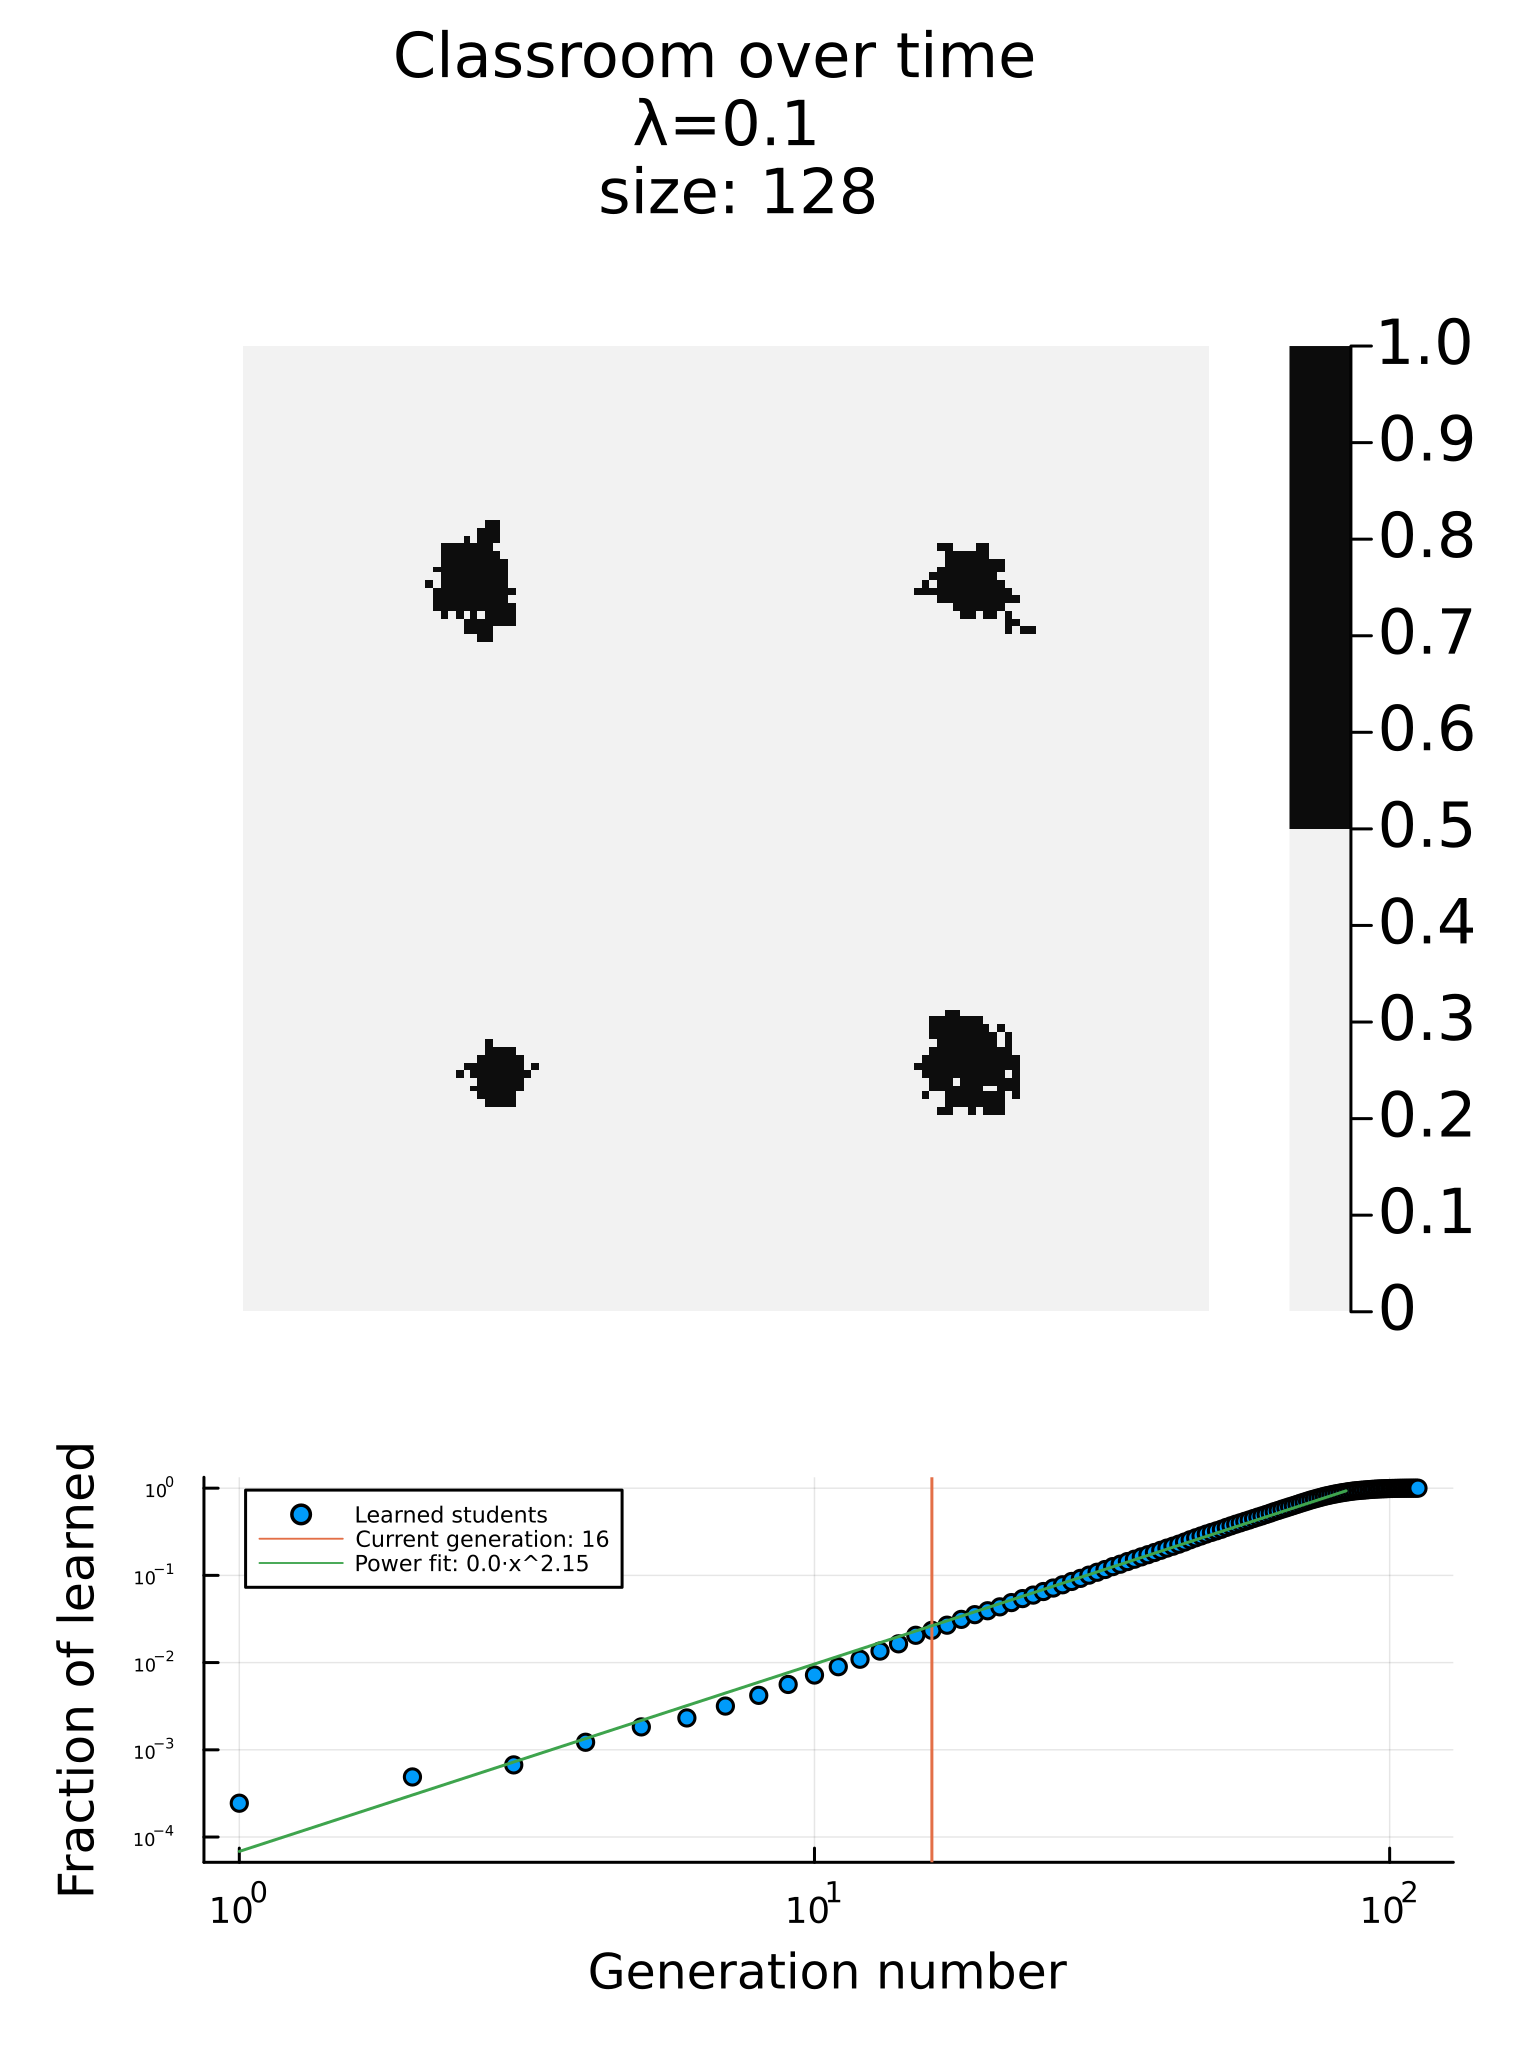 Classroom over time
λ=0.1
size: 128
1.0
0.9
0.8
0.7
0.6
0.5
0.4
0.3
0.2
0.1
0
Fraction of learned
10^0
10^-1
10^-2
10^-3
10^-4
Learned students
Current generation: 16
Power fit: 0.0·x^2.15
10^0
10^1
10^2
Generation number